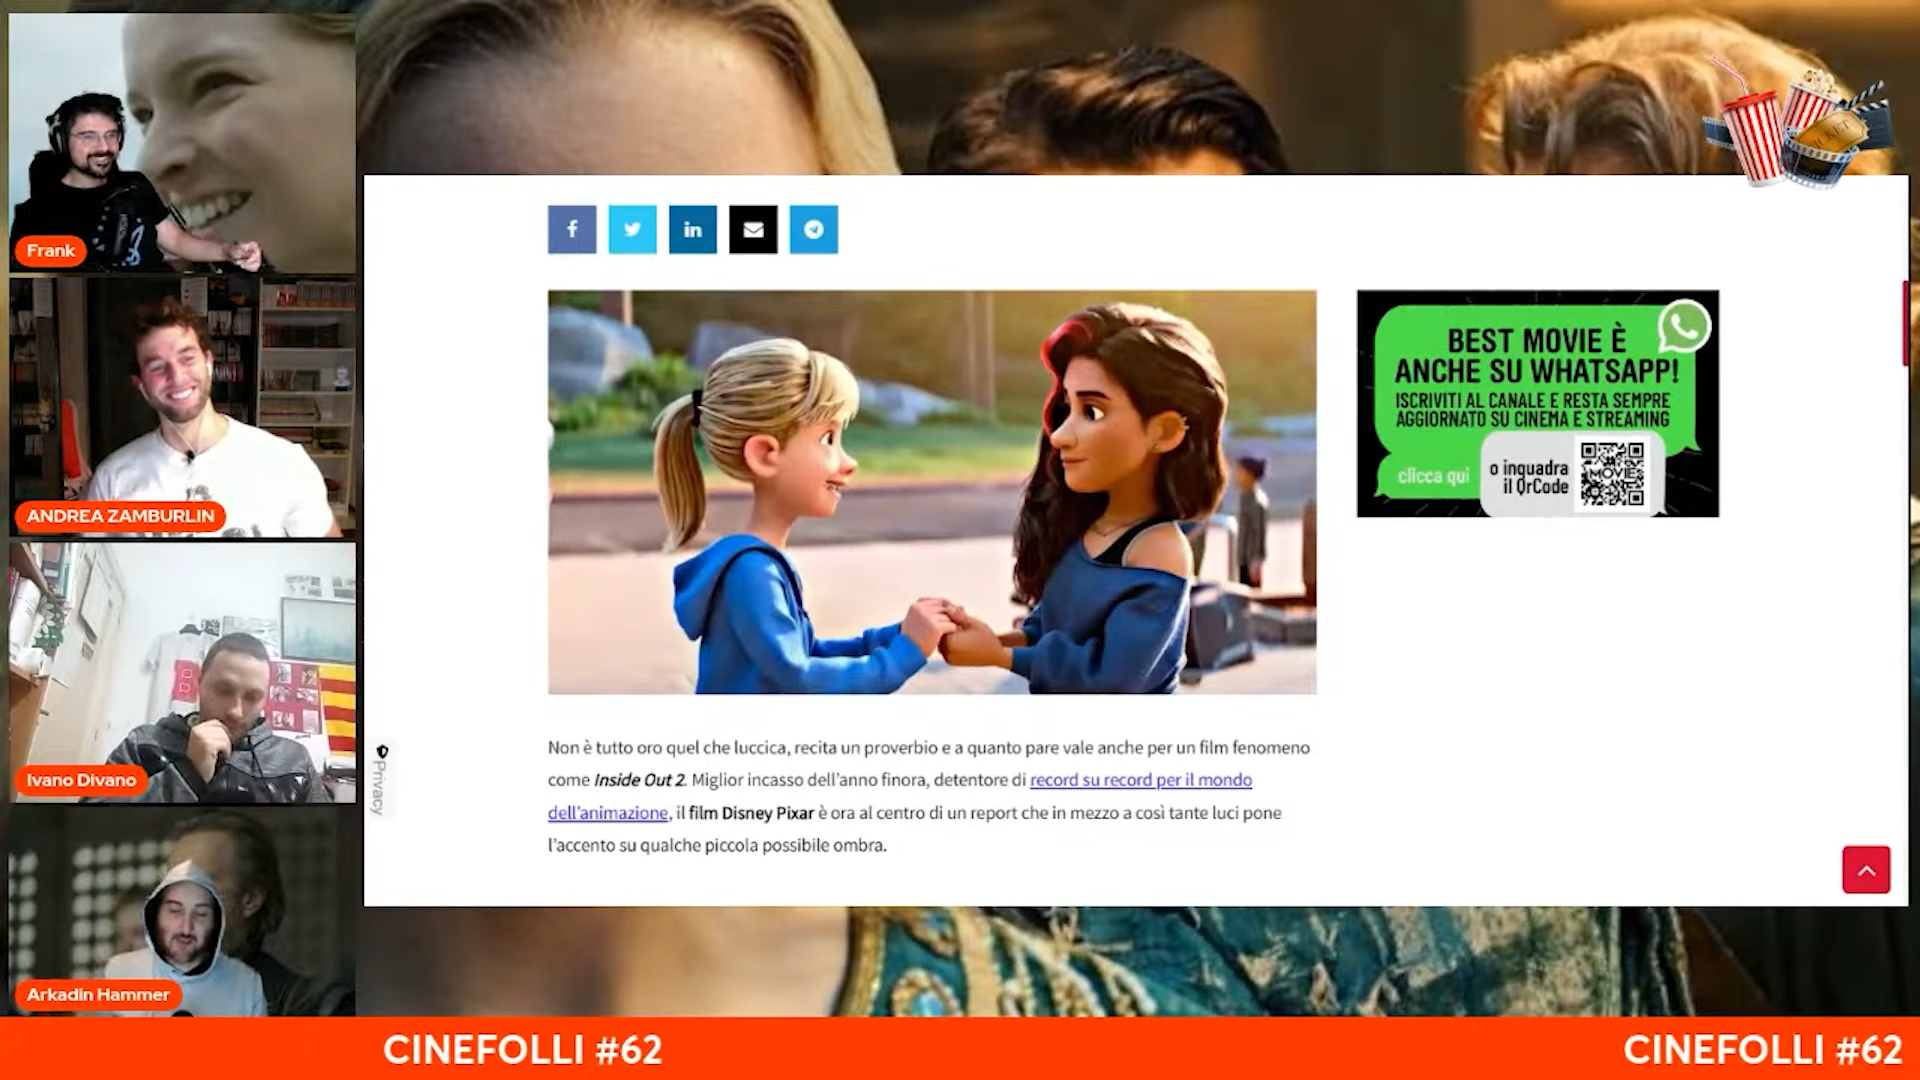 Frank
ANDREA ZAMBURLIN
Ivano Divano
Arkadin Hammer
f
in
BEST MOVIE È
ANCHE SU WHATSAPP!
ISCRIVITI AL CANALE E RESTA SEMPRE
AGGIORNATO SU CINEMA E STREAMING
clicca qui
o inquadra
il QrCode
MOVIE
Privacy
Non è tutto oro quel che luccica, recita un proverbio e a quanto pare vale anche per un film fenomeno
come Inside Out 2. Miglior incasso dell'anno finora, detentore di record su record per il mondo
dell'animazione, il film Disney Pixar è ora al centro di un report che in mezzo a così tante luci pone
l'accento su qualche piccola possibile ombra.
CINEFOLLI #62
CINEFOLLI #62